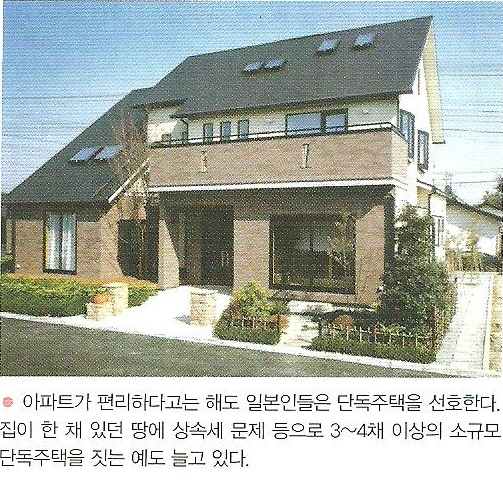 ● 아파트가 편리하다고는 해도 일본인들은 단독주택을 선호한다.
집이 한 채 있던 땅에 상속세 문제 등으로 3~4채 이상의 소규모
단독주택을 짓는 예도 늘고 있다.